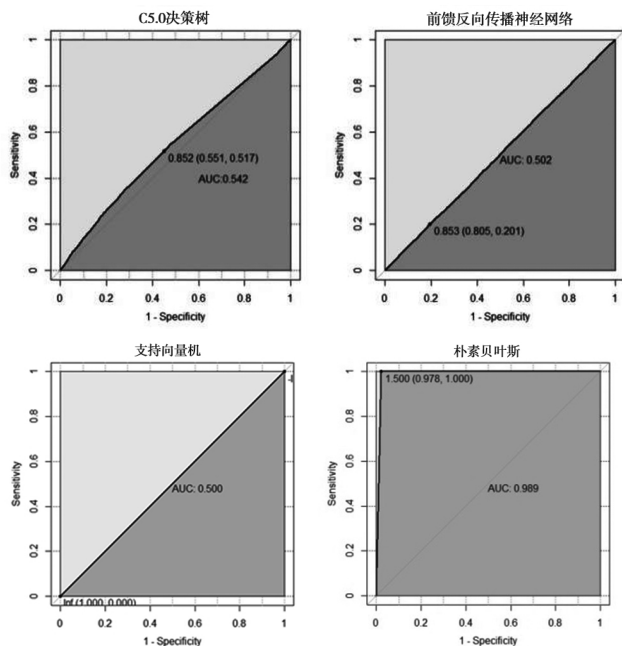 C5.0决策树
1
0.8
0.6
0.4
0.2
0
Sensitivity
0.852 (0.551, 0.517)
AUC:0.542
0 0.2 0.4 0.6 0.8 1
1 - Specificity
前馈反向传播神经网络
1
0.8
0.6
0.4
0.2
0
Sensitivity
AUC: 0.502
0.853 (0.805, 0.201)
0 0.2 0.4 0.6 0.8 1
1 - Specificity
支持向量机
1
0.8
0.6
0.4
0.2
0
Sensitivity
AUC: 0.500
Inf (1.000, 0.000)
0 0.2 0.4 0.6 0.8 1
1 - Specificity
朴素贝叶斯
1
0.8
0.6
0.4
0.2
0
Sensitivity
1.500 (0.978, 1.000)
AUC: 0.989
0 0.2 0.4 0.6 0.8 1
1 - Specificity